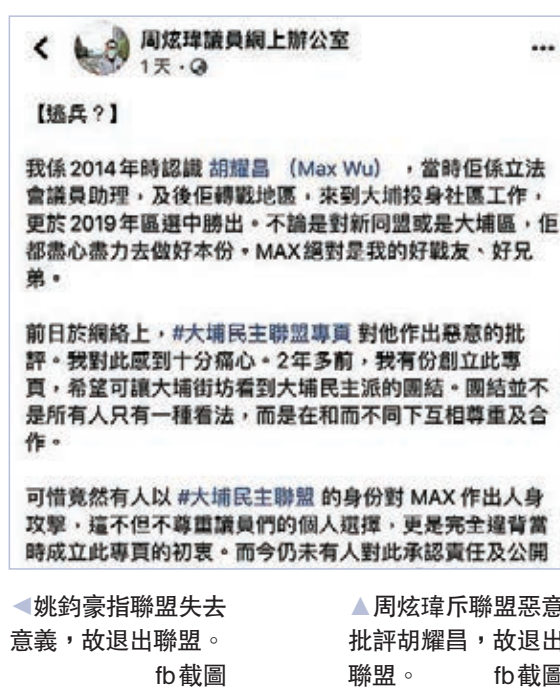 周炫瑋議員網上辦公室
1天·
【逃兵?】
我係2014年時認識 胡耀昌 (Max Wu) ,當時佢係立法
會議員助理,及後佢轉戰地區,來到大埔投身社區工作,
更於2019年區選中勝出。不論是對新同盟或是大埔區,佢
都盡心盡力去做好本份。MAX絕對是我的好戰友、好兄
弟。
前日於網絡上,#大埔民主聯盟專頁 對他作出惡意的批
評。我對此感到十分痛心。2年多前,我有份創立此專
頁,希望可讓大埔街坊看到大埔民主派的團結。團結並不
是所有人只有一種看法,而是在和而不同下互相尊重及合
作。
可惜竟然有人以 #大埔民主聯盟 的身份對 MAX 作出人身
攻擊,這不但不尊重議員們的個人選擇,更是完全違背當
時成立此專頁的初衷。而今仍未有人對此承認責任及公開
◀姚鈞豪指聯盟失去
意義,故退出聯盟。
fb截圖
▲周炫瑋斥聯盟惡意
批評胡耀昌,故退出
聯盟。 fb截圖